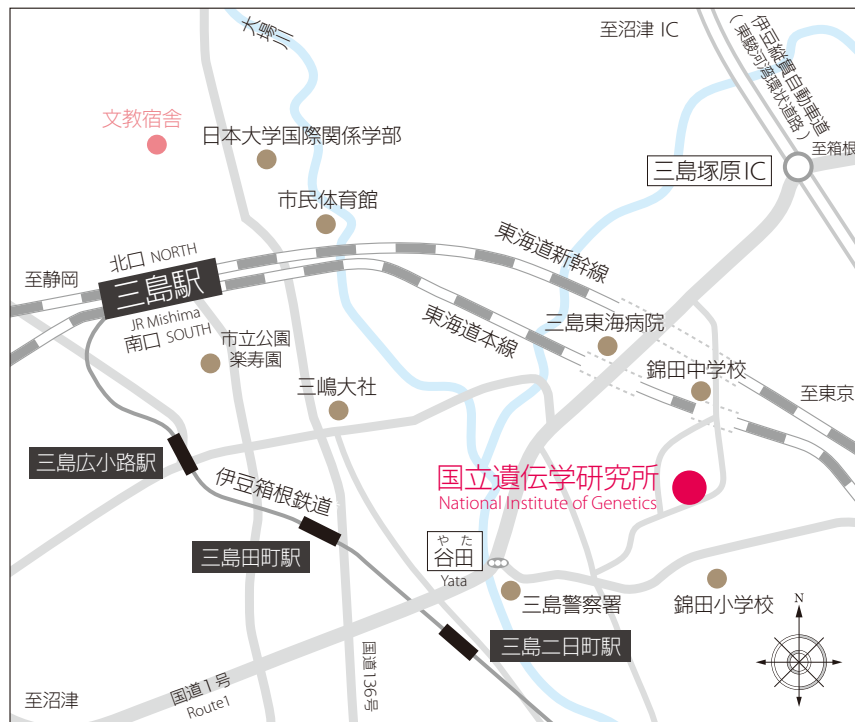 大場川
至沼津 IC
伊豆縦貫自動車道
(東駿河湾環状道路)
至箱根
三島塚原IC
文教宿舎
日本大学国際関係学部
市民体育館
北口 NORTH
至静岡
三島駅
JR Mishima
南口 SOUTH
東海道新幹線
東海道本線
三島東海病院
市立公園
楽寿園
錦田中学校
至東京
三嶋大社
三島広小路駅
伊豆箱根鉄道
国立遺伝学研究所
National Institute of Genetics
三島田町駅
やた
谷田
Yata
三島警察署
錦田小学校
N
三島二日町駅
至沼津
国道1号
Route1
国道136号